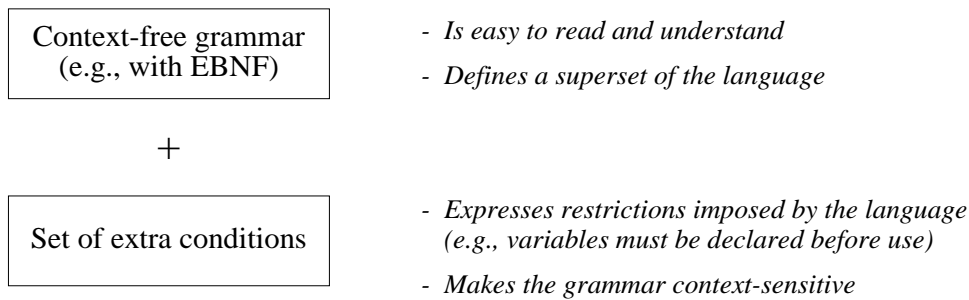 Context-free grammar
(e.g., with EBNF)
- Is easy to read and understand
- Defines a superset of the language
+
Set of extra conditions
- Expresses restrictions imposed by the language
(e.g., variables must be declared before use)
- Makes the grammar context-sensitive